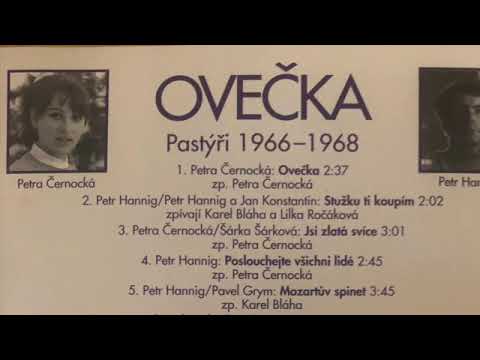 OVEČKA
Pastýři 1966–1968
Petra Černocká
Petr Han
1. Petra Černocká: Ovečka 2:37
zp. Petra Černocká
2. Petr Hannig/Petr Hannig a Jan Konstantin: Stužku ti koupím 2:02
zpívají Karel Bláha a Lilka Ročáková
3. Petra Černocká/Šárka Šárková: Jsi zlatá svíce 3:01
zp. Petra Černocká
4. Petr Hannig: Poslouchejte všichni lidé 2:45
zp. Petra Černocká
5. Petr Hannig/Pavel Grym: Mozartův spinet 3:45
zp. Karel Bláha